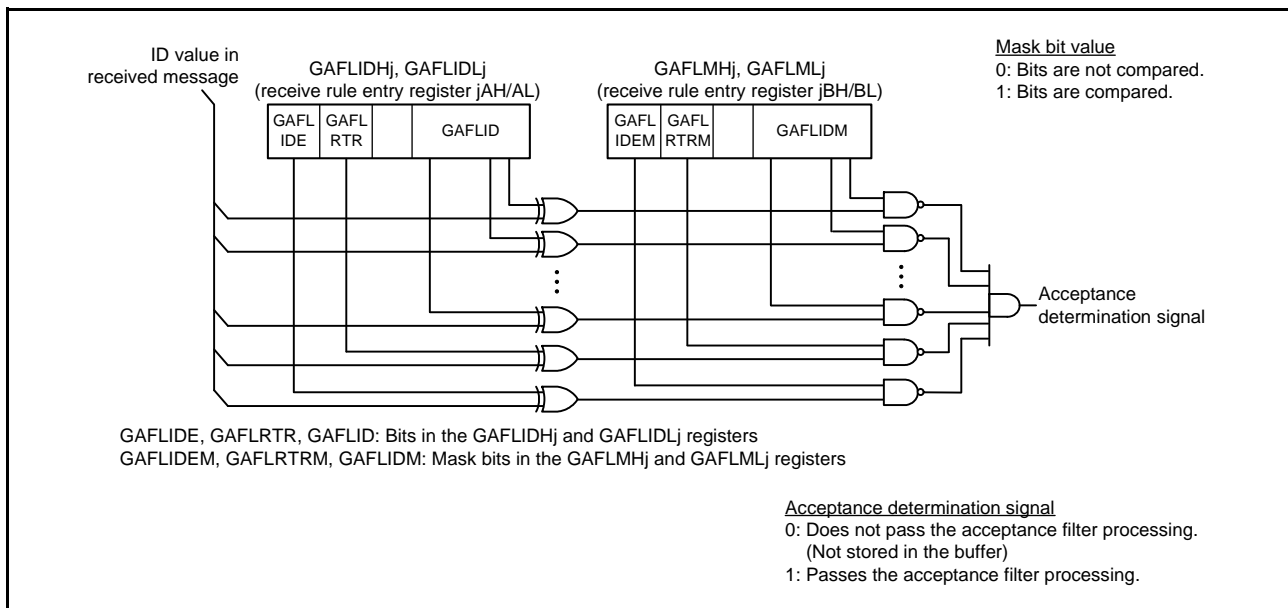 ID value in
received message
GAFLIDHj, GAFLIDLj
(receive rule entry register jAH/AL)
GAFL
IDE
GAFL
RTR
GAFLID
GAFLMHj, GAFLMLj
(receive rule entry register jBH/BL)
GAFL
IDEM
GAFL
RTRM
GAFLIDM
Mask bit value
0: Bits are not compared.
1: Bits are compared.
Acceptance
determination signal
GAFLIDE, GAFLRTR, GAFLID: Bits in the GAFLIDHj and GAFLIDLj registers
GAFLIDEM, GAFLRTRM, GAFLIDM: Mask bits in the GAFLMHj and GAFLMLj registers
Acceptance determination signal
0: Does not pass the acceptance filter processing.
(Not stored in the buffer)
1: Passes the acceptance filter processing.